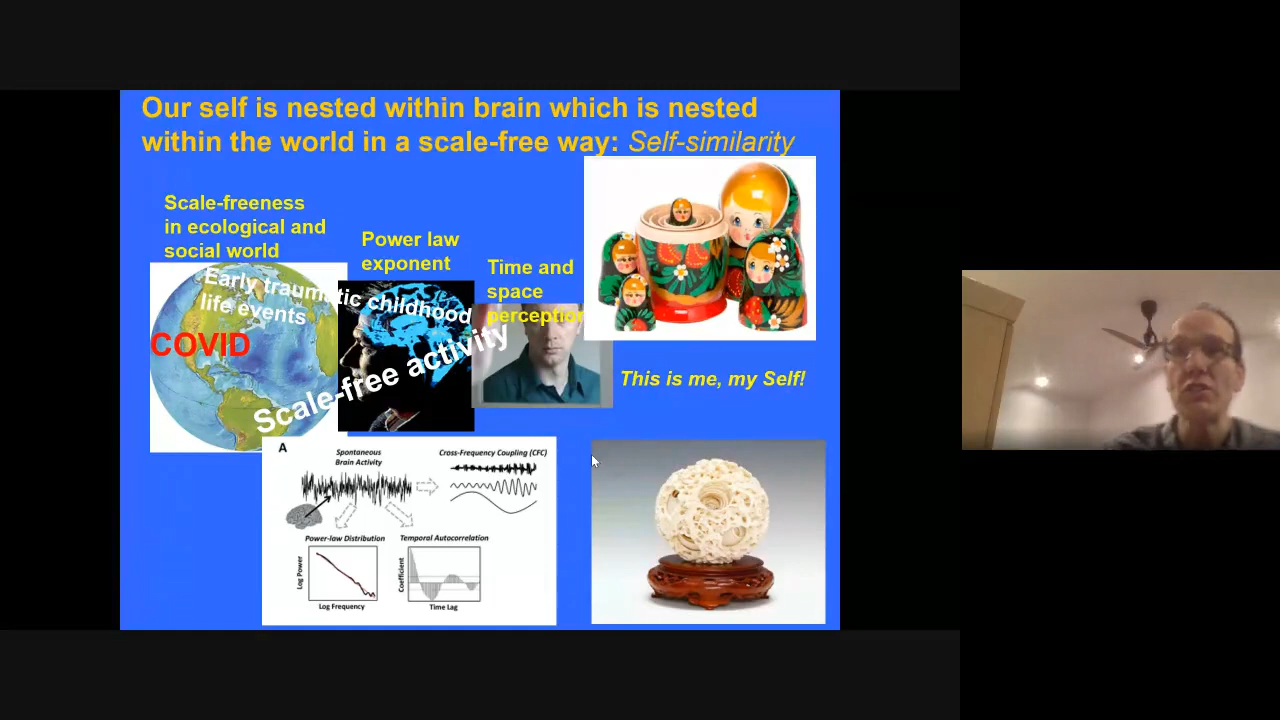 Our self is nested within brain which is nested
within the world in a scale-free way: Self-similarity
Scale-freeness
in ecological and
social world
Power law
exponent
Time and
space
perception
Early traumatic childhood
life events
COVID
Scale-free activity
This is me, my Self!
A
Spontaneous
Brain Activity
Cross-Frequency Coupling (CFC)
Power-law Distribution
Temporal Autocorrelation
Log Power
Log Frequency
Coefficient
Time Lag